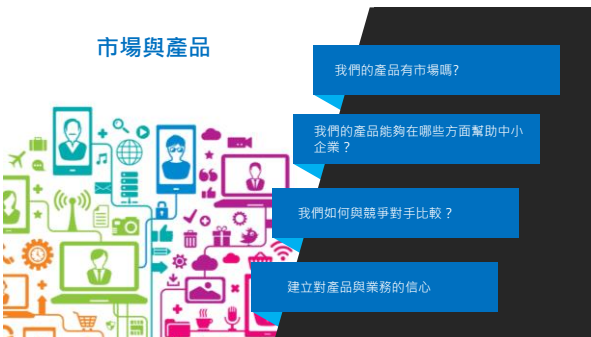 市場與產品
我們的產品有市場嗎?
我們的產品能夠在哪些方面幫助中小
企業？
我們如何與競爭對手比較？
建立對產品與業務的信心